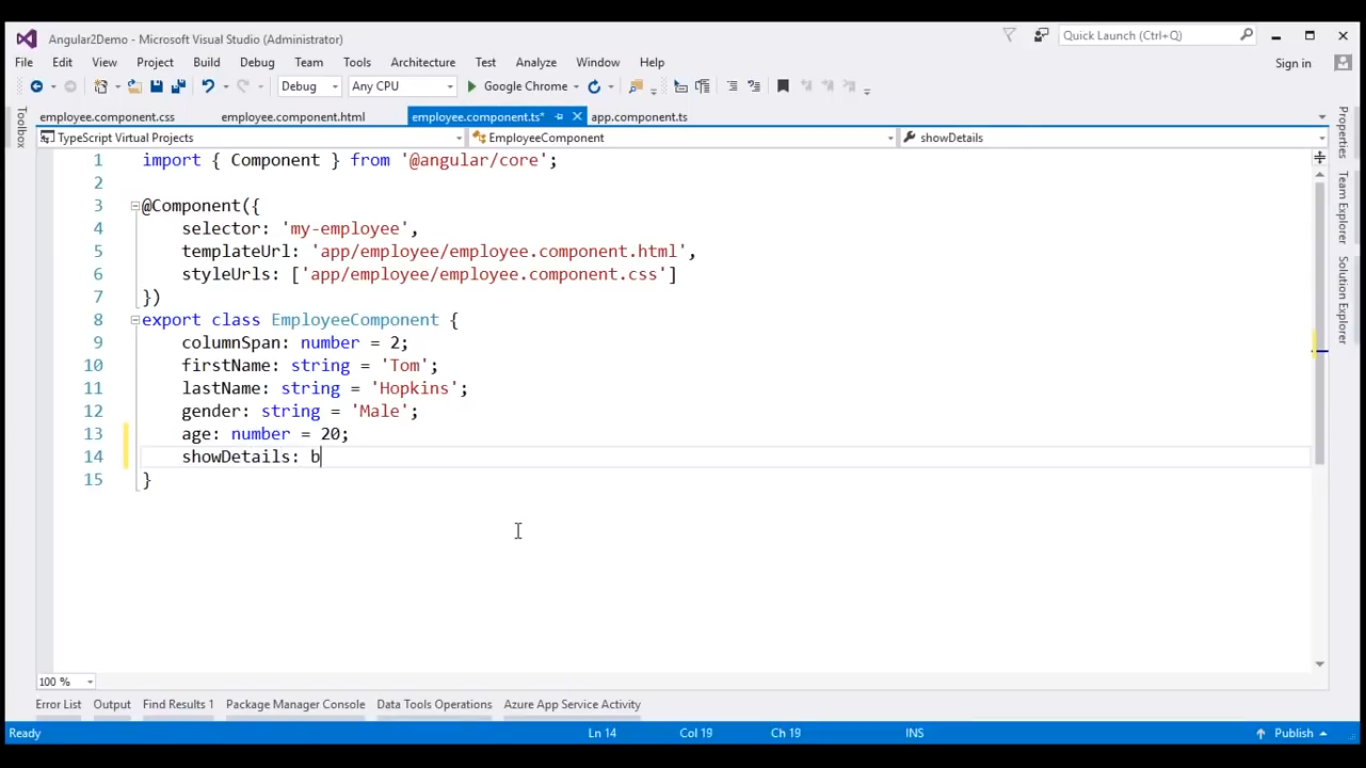 Angular2Demo - Microsoft Visual Studio (Administrator)
Quick Launch (Ctrl+Q)
File Edit View Project Build Debug Team Tools Architecture Test Analyze Window Help
Sign in
Debug Any CPU Google Chrome
employee.component.css employee.component.html employee.component.ts* app.component.ts
TypeScript Virtual Projects EmployeeComponent showDetails
1 import { Component } from '@angular/core';
2
3 @Component({
4 selector: 'my-employee',
5 templateUrl: 'app/employee/employee.component.html',
6 styleUrls: ['app/employee/employee.component.css']
7 })
8 export class EmployeeComponent {
9 columnSpan: number = 2;
10 firstName: string = 'Tom';
11 lastName: string = 'Hopkins';
12 gender: string = 'Male';
13 age: number = 20;
14 showDetails: b
15 }
Toolbox
Properties
Team Explorer
Solution Explorer
100 %
Error List Output Find Results 1 Package Manager Console Data Tools Operations Azure App Service Activity
Ready Ln 14 Col 19 Ch 19 INS Publish